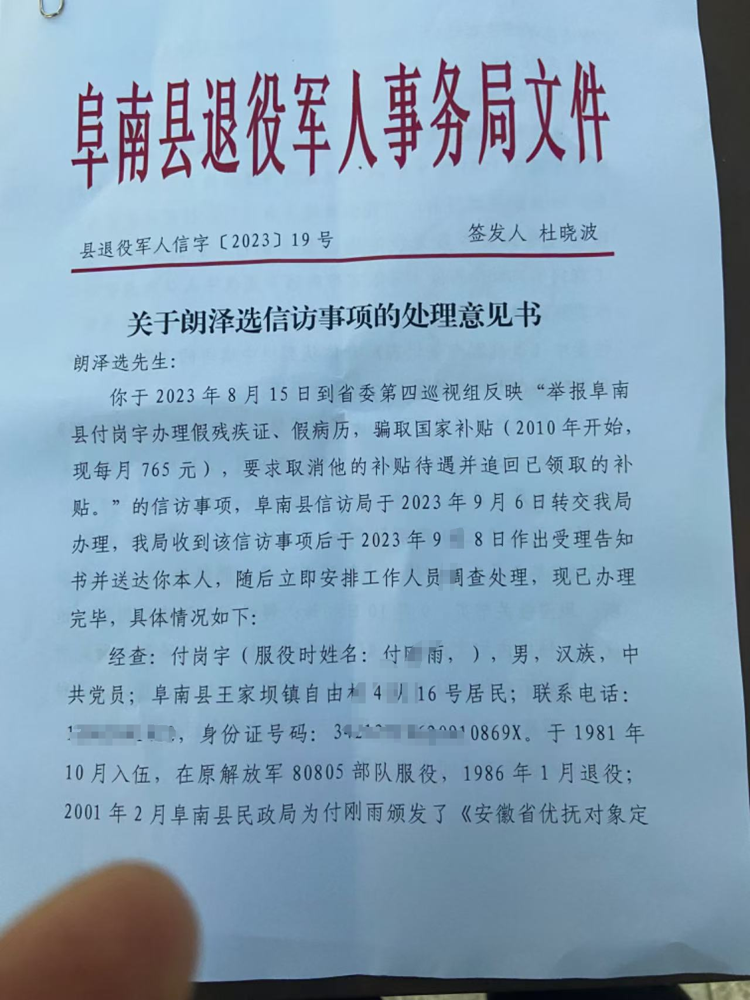 阜南县退役军人事务局文件
县退役军人信字〔2023〕19号 签发人 杜晓波
关于朗泽选信访事项的处理意见书
朗泽选先生：
你于2023年8月15日到省委第四巡视组反映“举报阜南
县付岗宇办理假残疾证、假病历，骗取国家补贴（2010年开始，
现每月765元），要求取消他的补贴待遇并追回已领取的补
贴。”的信访事项，阜南县信访局于2023年9月6日转交我局
办理，我局收到该信访事项后于2023年9 8日作出受理告知
书并送达你本人，随后立即安排工作人员调查处理，现已办理
完毕，具体情况如下：
经查：付岗宇（服役时姓名：付 雨，），男，汉族，中
共党员；阜南县王家坝镇自由 4 16号居民；联系电话：
，身份证号码： 0869X。于1981年
10月入伍，在原解放军80805部队服役，1986年1月退役；
2001年2月阜南县民政局为付刚雨颁发了《安徽省优抚对象定